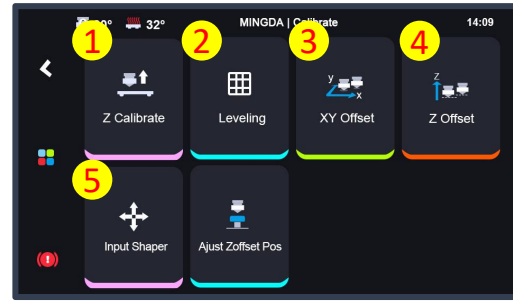 32° MINGDA | Calibrate 14:09
1 2 3 4
y x Z
Z Calibrate Leveling XY Offset Z Offset
5
Input Shaper Ajust Zoffset Pos